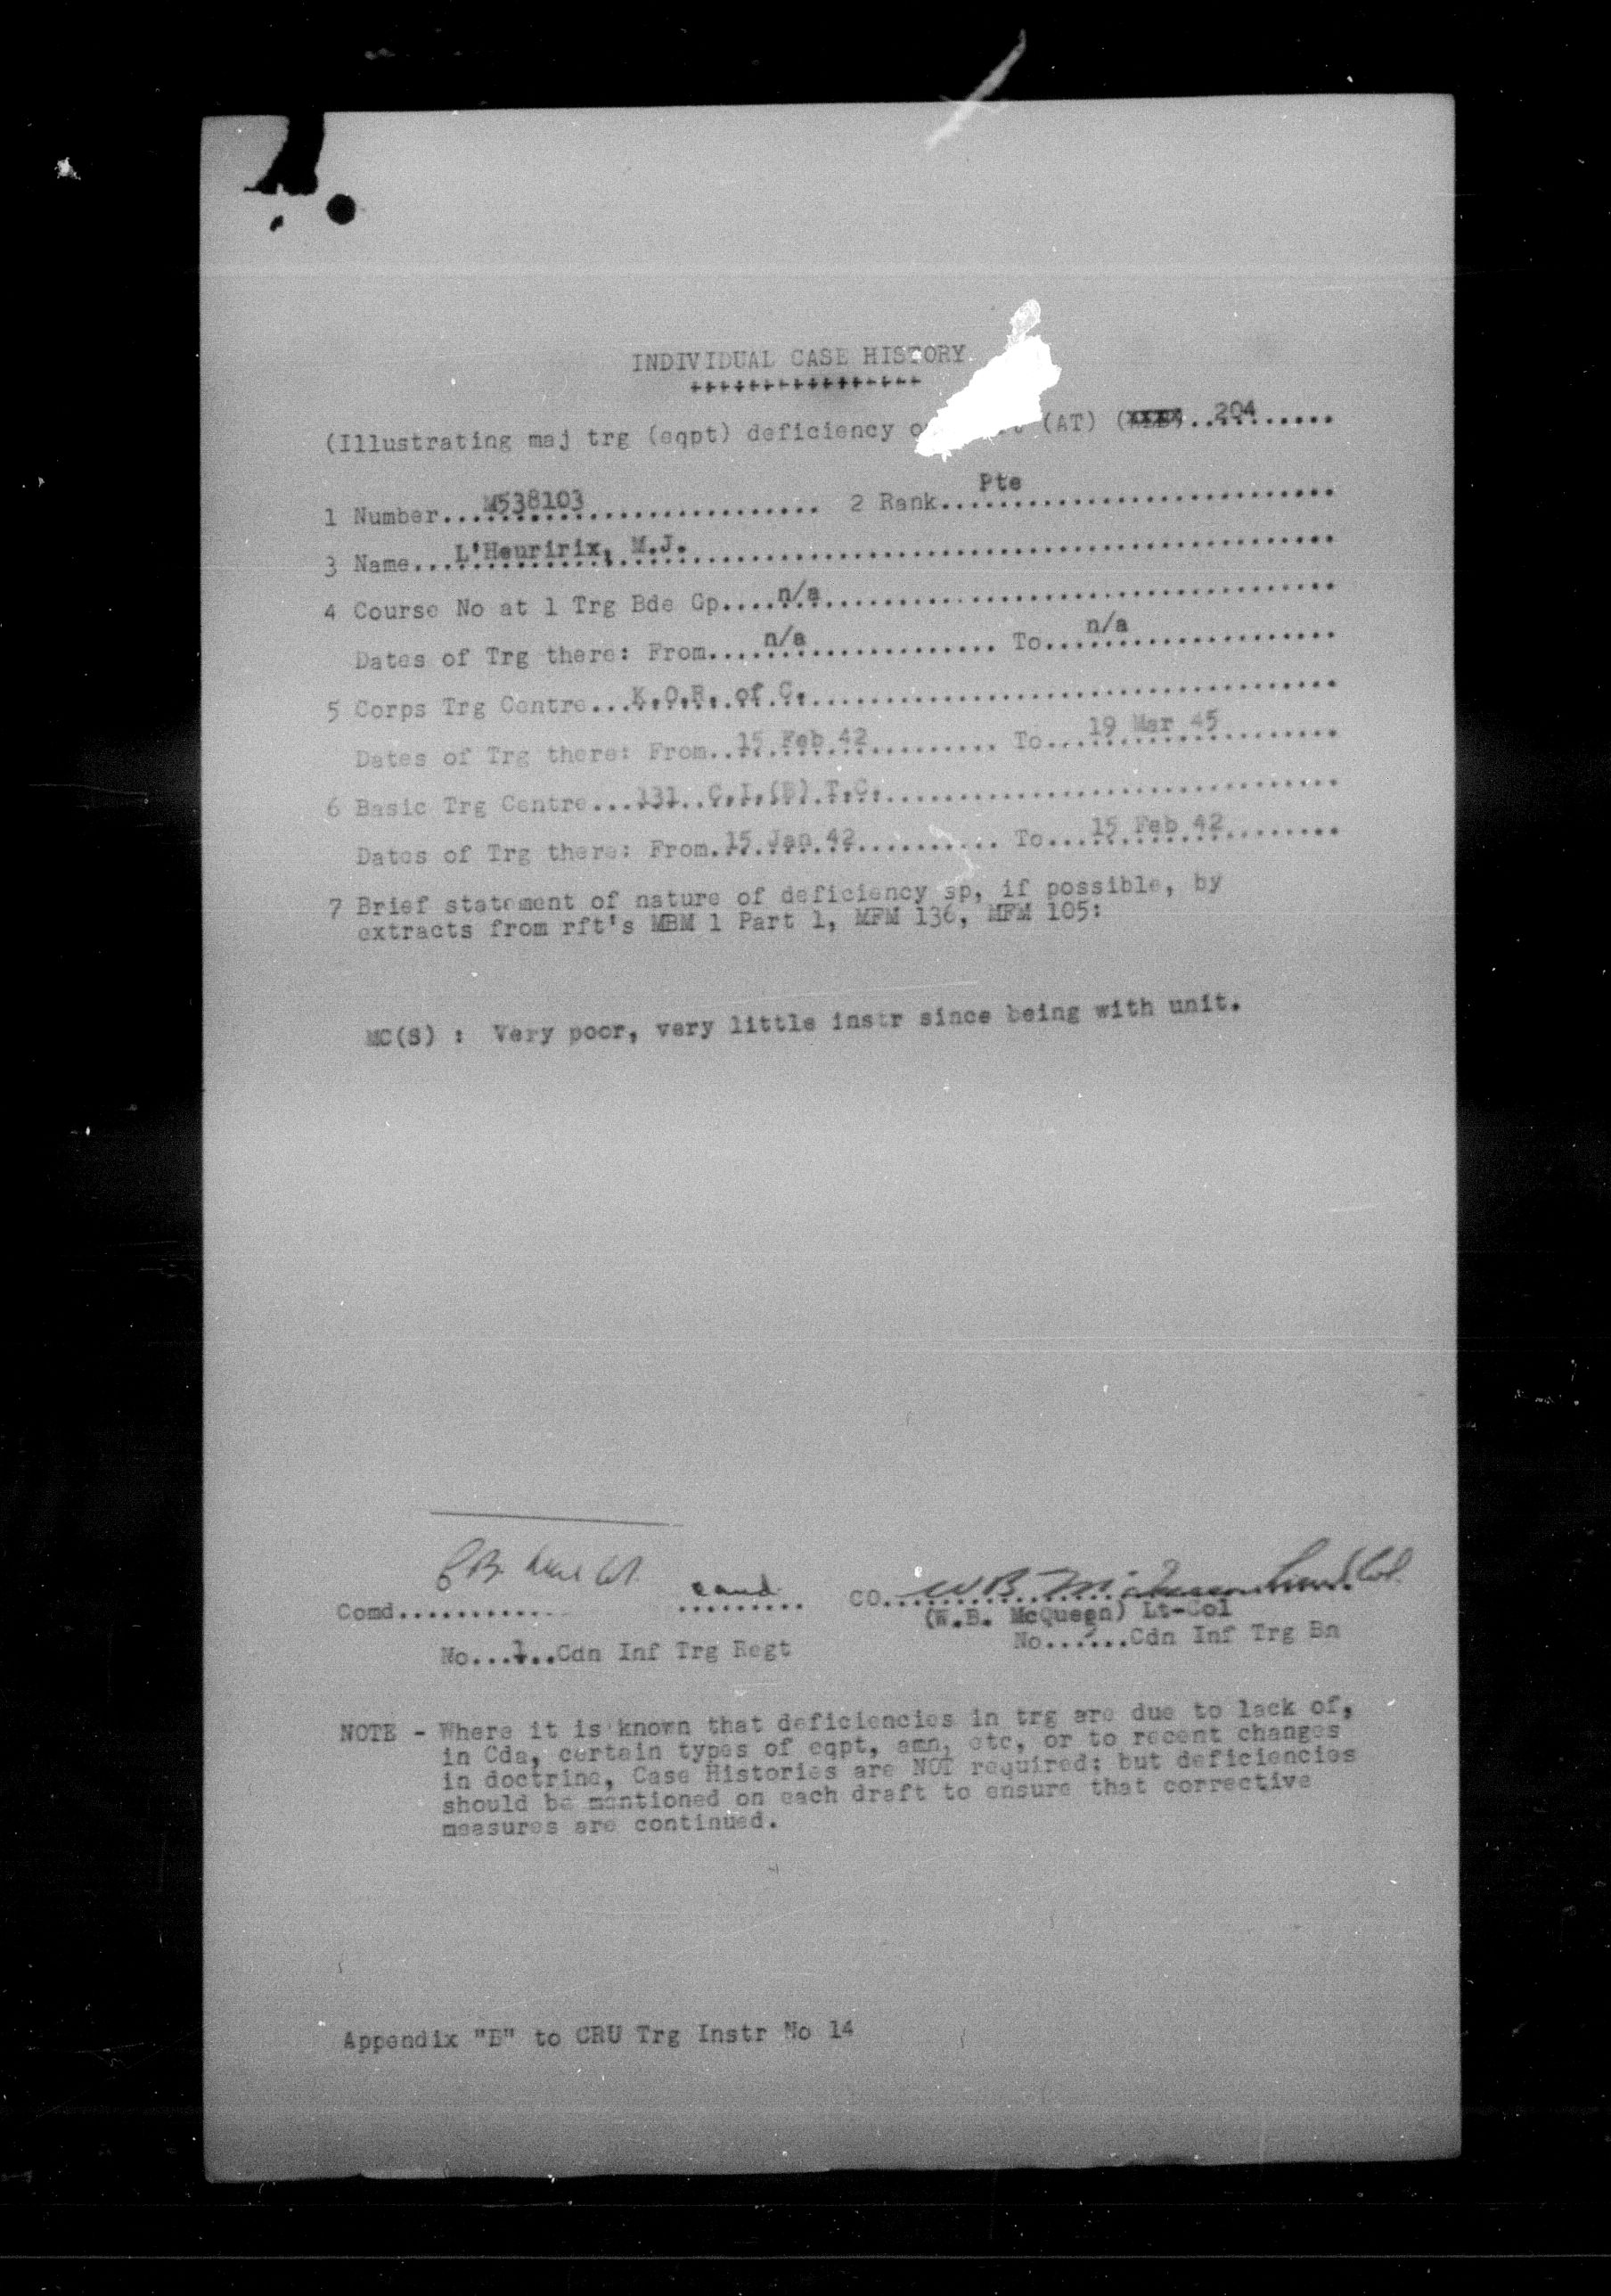 INDIVIDUAL CASE HISTORY
++++++++++++++++
(Illustrating maj trg (eqpt) deficiency (AT) (xxxx.. 204..........
1 Number....M538103.......................... 2 Rank....Pte...........................
3 Name....L'Heuririx, M.J.............................................
4 Course No at 1 Trg Bde Gp....n/a...................................
Dates of Trg there: From....n/a.................... To....n/a....................
5 Corps Trg Centre...K.O.R. of C.....................................
Dates of Trg there: From..15 Feb 42............ To...19 Mar 45...........
6 Basic Trg Centre...131 C.I.(B) T.C................................
Dates of Trg there: From.15 Jan 42............ To...15 Feb 42...........
7 Brief statement of nature of deficiency sp, if possible, by
extracts from rft's MBM 1 Part 1, MFM 136, MFM 105:
MC(S) : Very poor, very little instr since being with unit.
Comd........... ......... CO...............................
(W.B. McQueen) Lt-Col
No...1..Cdn Inf Trg Regt No......Cdn Inf Trg Bn
NOTE - Where it is known that deficiencies in trg are due to lack of,
in Cda, certain types of eqpt, amn, etc, or to recent changes
in doctrine, Case Histories are NOT required; but deficiencies
should be mentioned on each draft to ensure that corrective
measures are continued.
Appendix "B" to CRU Trg Instr No 14